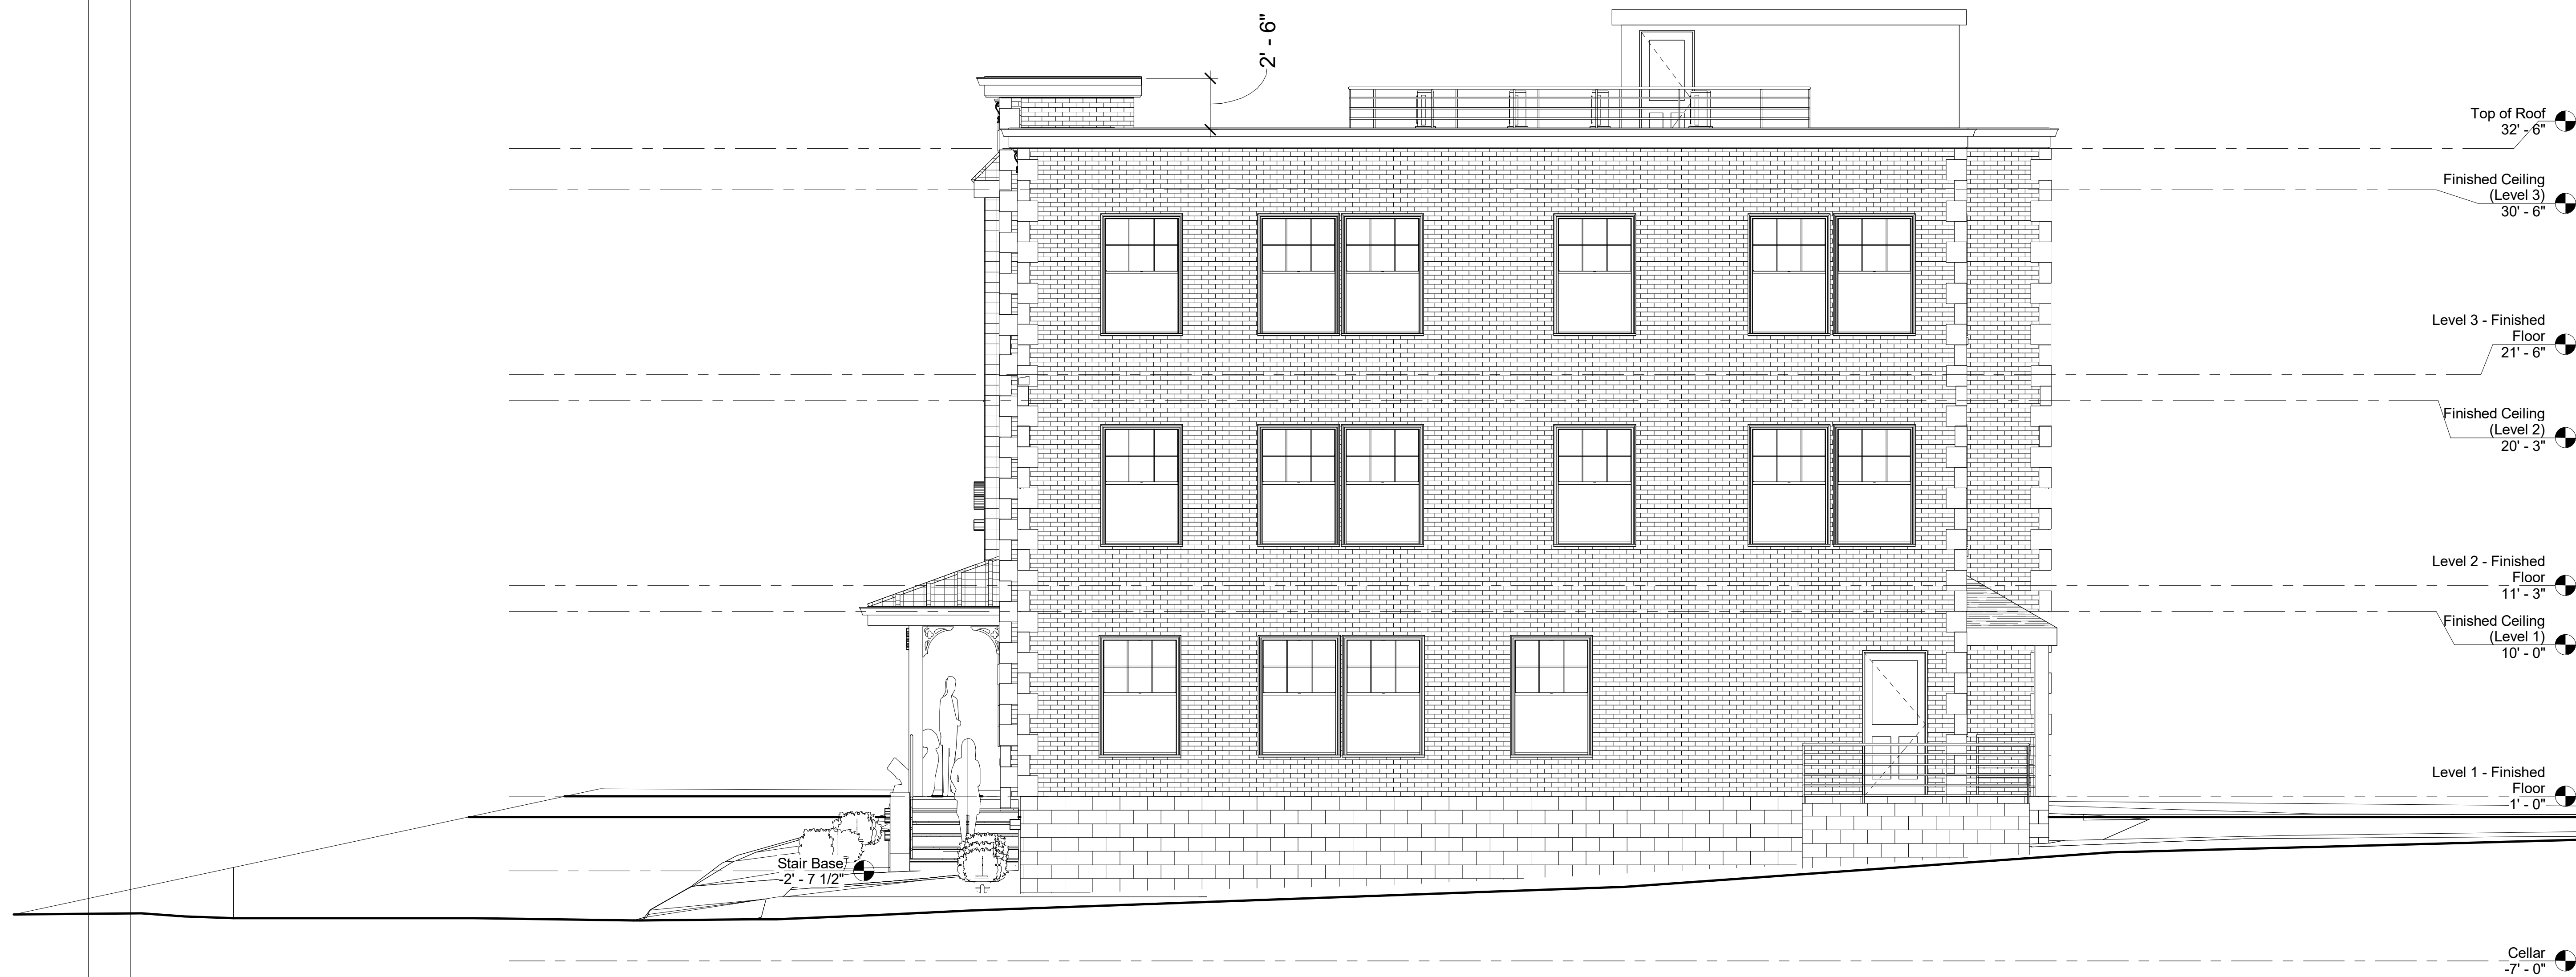 2' - 6"
Top of Roof
32' - 6"
Finished Ceiling
(Level 3)
30' - 6"
Level 3 - Finished
Floor
21' - 6"
Finished Ceiling
(Level 2)
20' - 3"
Level 2 - Finished
Floor
11' - 3"
Finished Ceiling
(Level 1)
10' - 0"
Level 1 - Finished
Floor
1' - 0"
Stair Base
-2' - 7 1/2"
Cellar
-7' - 0"